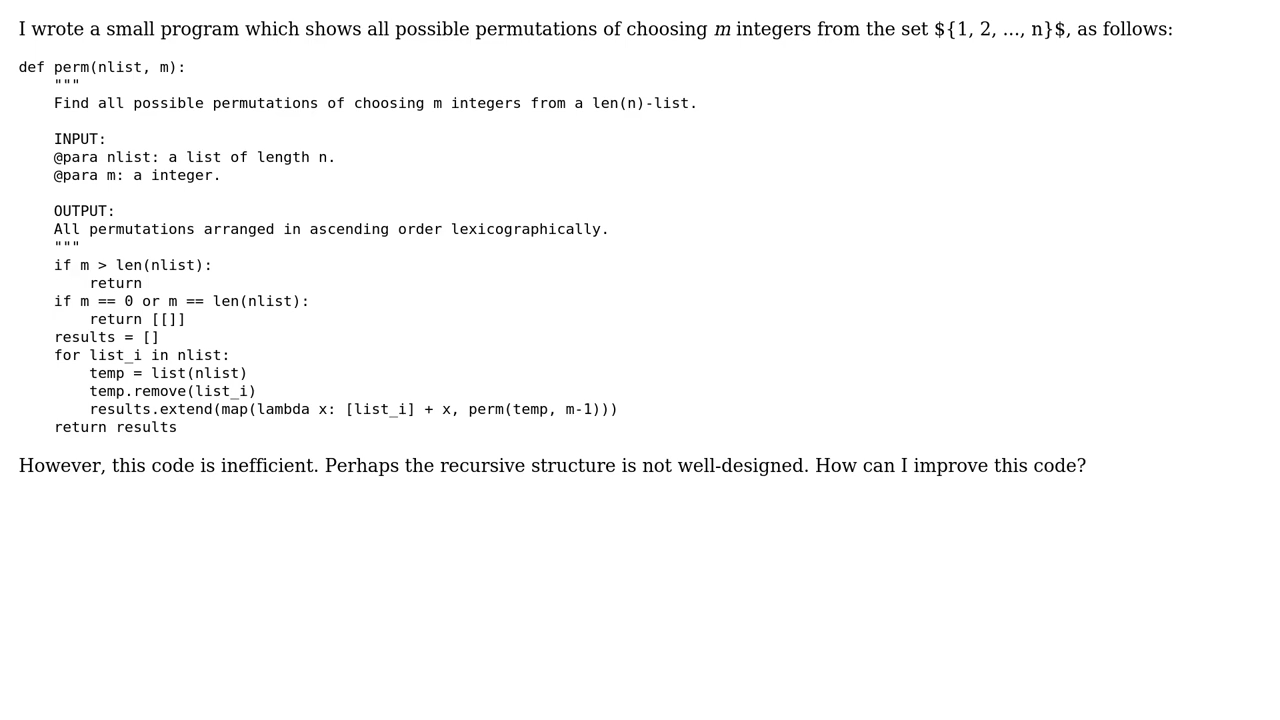 I wrote a small program which shows all possible permutations of choosing m integers from the set ${1, 2, ..., n}$, as follows:
def perm(nlist, m):
    """
    Find all possible permutations of choosing m integers from a len(n)-list.

    INPUT:
    @para nlist: a list of length n.
    @para m: a integer.

    OUTPUT:
    All permutations arranged in ascending order lexicographically.
    """
    if m > len(nlist):
        return
    if m == 0 or m == len(nlist):
        return [[]]
    results = []
    for list_i in nlist:
        temp = list(nlist)
        temp.remove(list_i)
        results.extend(map(lambda x: [list_i] + x, perm(temp, m-1)))
    return results
However, this code is inefficient. Perhaps the recursive structure is not well-designed. How can I improve this code?